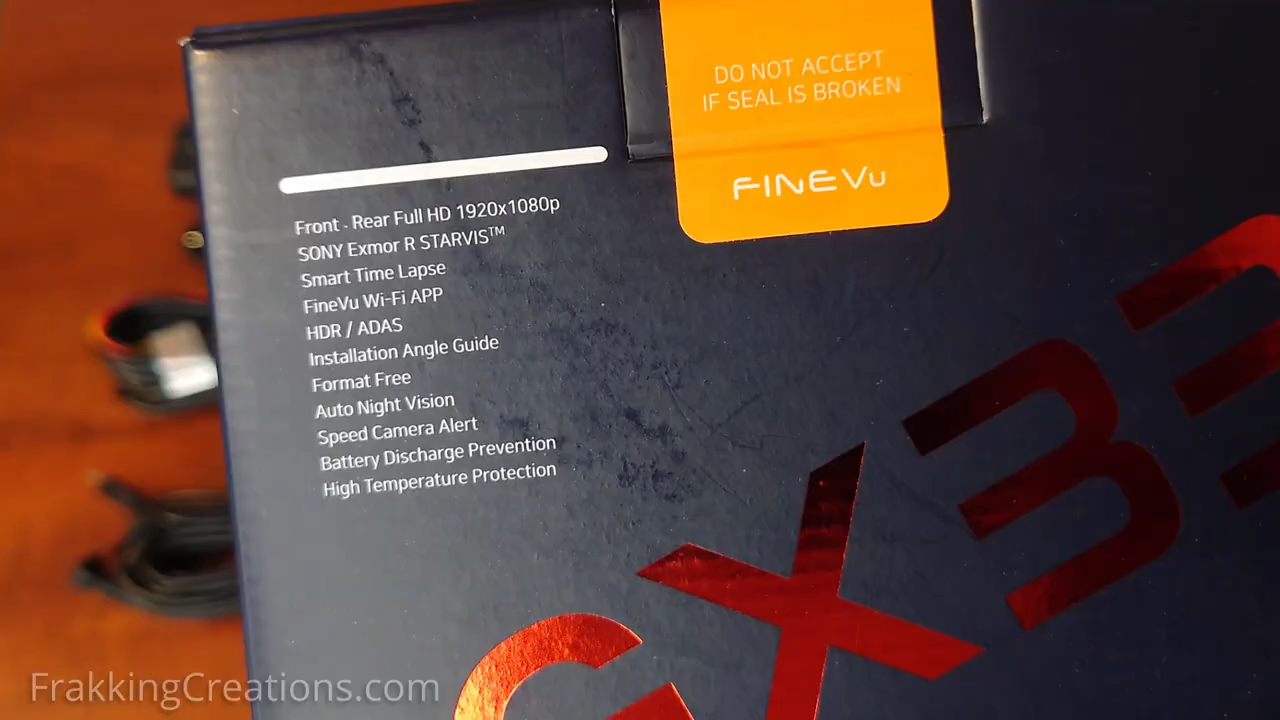 DO NOT ACCEPT
IF SEAL IS BROKEN
FINEVu
Front - Rear Full HD 1920x1080p
SONY Exmor R STARVIS™
Smart Time Lapse
FineVu Wi-Fi APP
HDR / ADAS
Installation Angle Guide
Format Free
Auto Night Vision
Speed Camera Alert
Battery Discharge Prevention
High Temperature Protection
GX33
FrakkingCreations.com